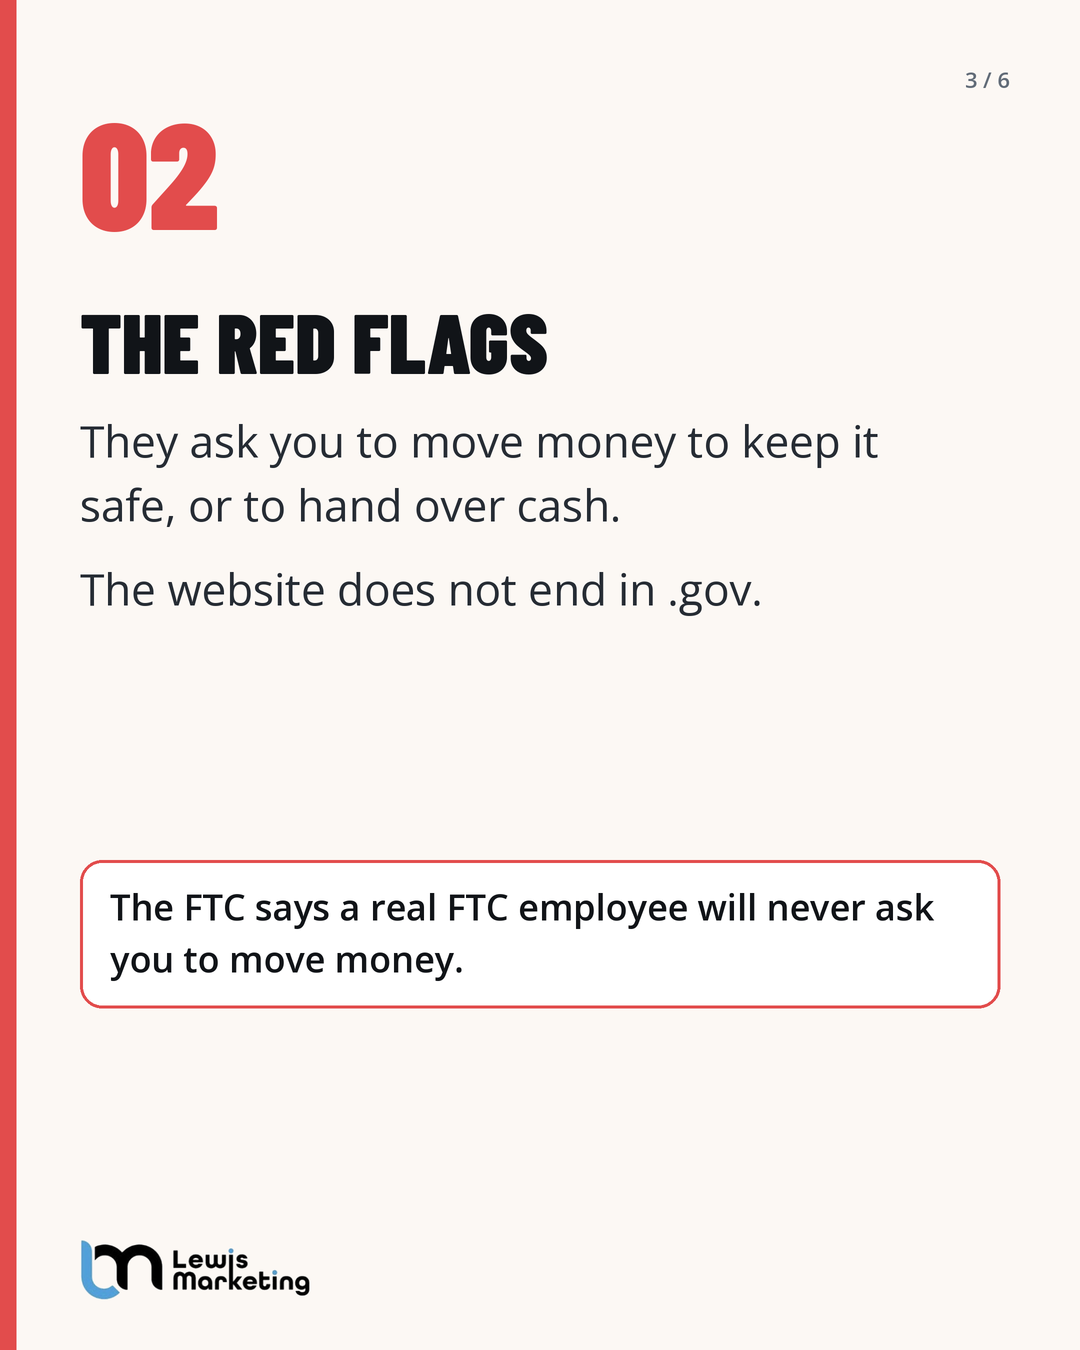 3 / 6
02
THE RED FLAGS
They ask you to move money to keep it
safe, or to hand over cash.
The website does not end in .gov.
The FTC says a real FTC employee will never ask
you to move money.
Lewis
Marketing